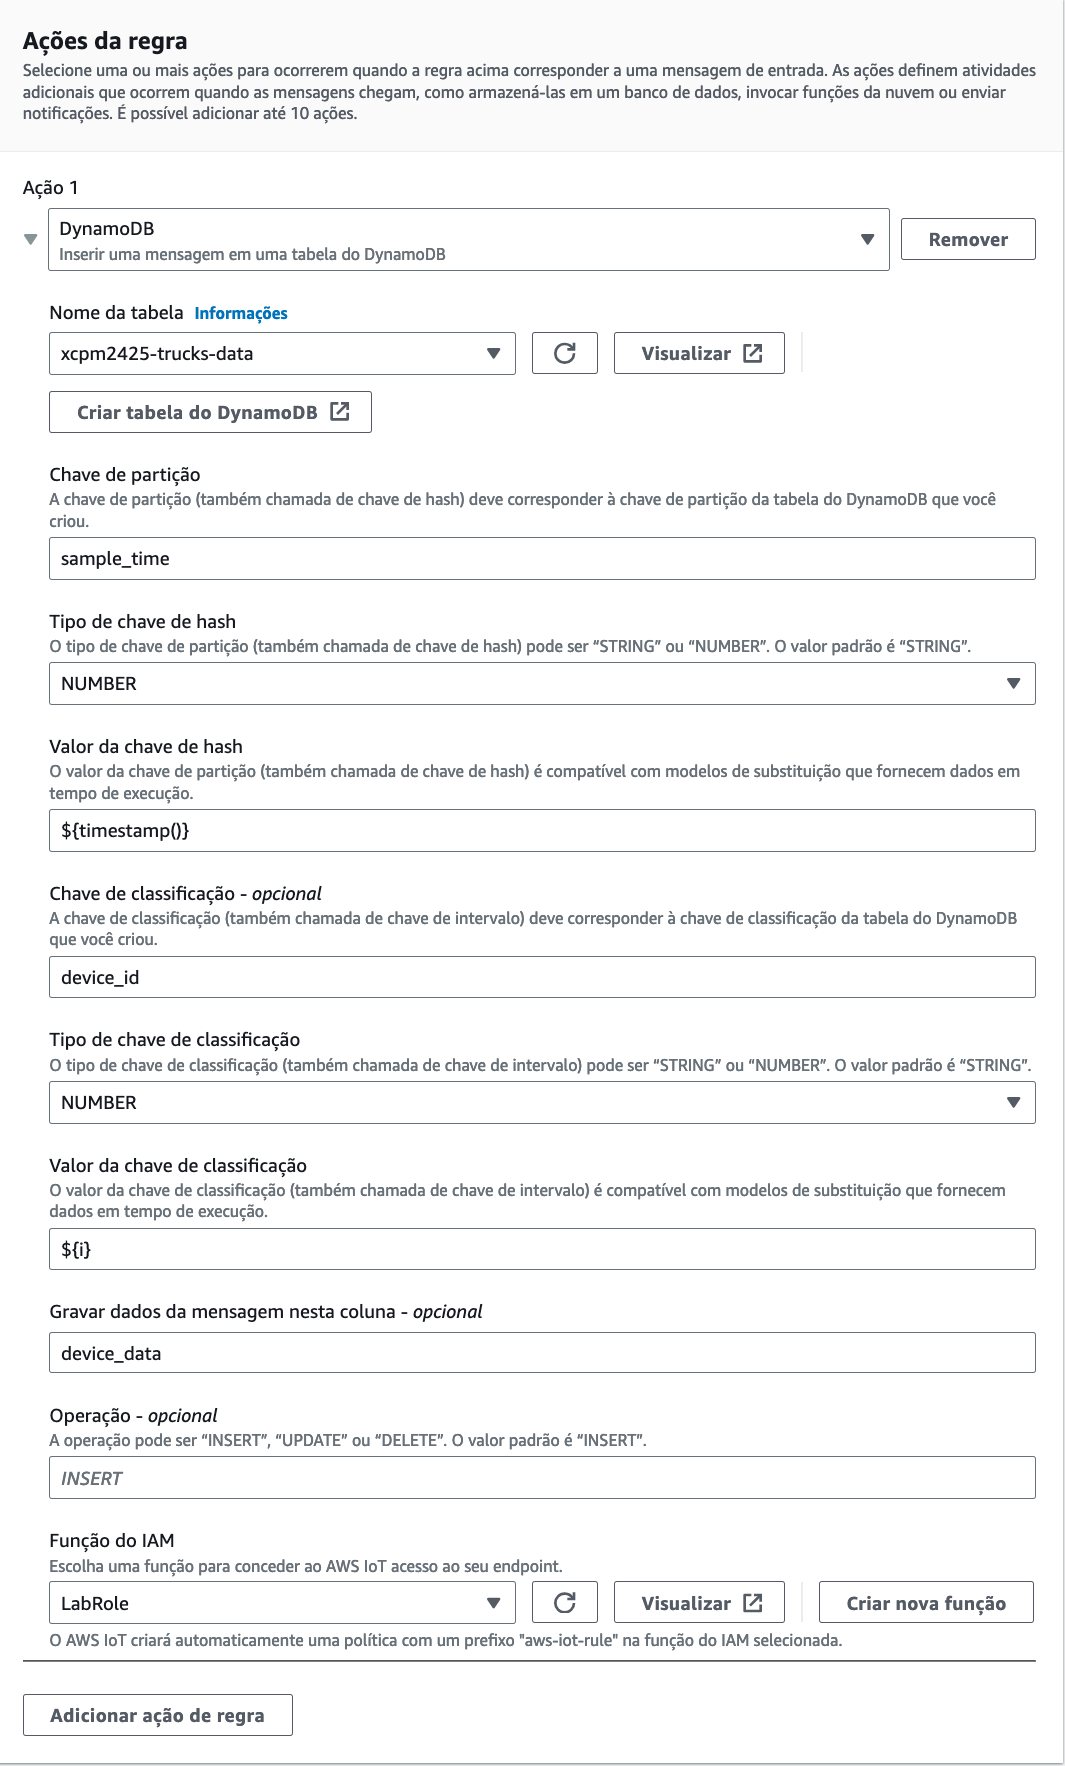 Ações da regra
Selecione uma ou mais ações para ocorrerem quando a regra acima corresponder a uma mensagem de entrada. As ações definem atividades
adicionais que ocorrem quando as mensagens chegam, como armazená-las em um banco de dados, invocar funções da nuvem ou enviar
notificações. É possível adicionar até 10 ações.
Ação 1
DynamoDB
Inserir uma mensagem em uma tabela do DynamoDB
Remover
Nome da tabela Informações
xcpm2425-trucks-data
Visualizar
Criar tabela do DynamoDB
Chave de partição
A chave de partição (também chamada de chave de hash) deve corresponder à chave de partição da tabela do DynamoDB que você
criou.
sample_time
Tipo de chave de hash
O tipo de chave de partição (também chamada de chave de hash) pode ser “STRING” ou “NUMBER”. O valor padrão é “STRING”.
NUMBER
Valor da chave de hash
O valor da chave de partição (também chamada de chave de hash) é compatível com modelos de substituição que fornecem dados em
tempo de execução.
${timestamp()}
Chave de classificação - opcional
A chave de classificação (também chamada de chave de intervalo) deve corresponder à chave de classificação da tabela do DynamoDB
que você criou.
device_id
Tipo de chave de classificação
O tipo de chave de classificação (também chamada de chave de intervalo) pode ser “STRING” ou “NUMBER”. O valor padrão é “STRING”.
NUMBER
Valor da chave de classificação
O valor da chave de classificação (também chamada de chave de intervalo) é compatível com modelos de substituição que fornecem
dados em tempo de execução.
${i}
Gravar dados da mensagem nesta coluna - opcional
device_data
Operação - opcional
A operação pode ser “INSERT”, “UPDATE” ou “DELETE”. O valor padrão é “INSERT”.
INSERT
Função do IAM
Escolha uma função para conceder ao AWS IoT acesso ao seu endpoint.
LabRole
Visualizar
Criar nova função
O AWS IoT criará automaticamente uma política com um prefixo "aws-iot-rule" na função do IAM selecionada.
Adicionar ação de regra